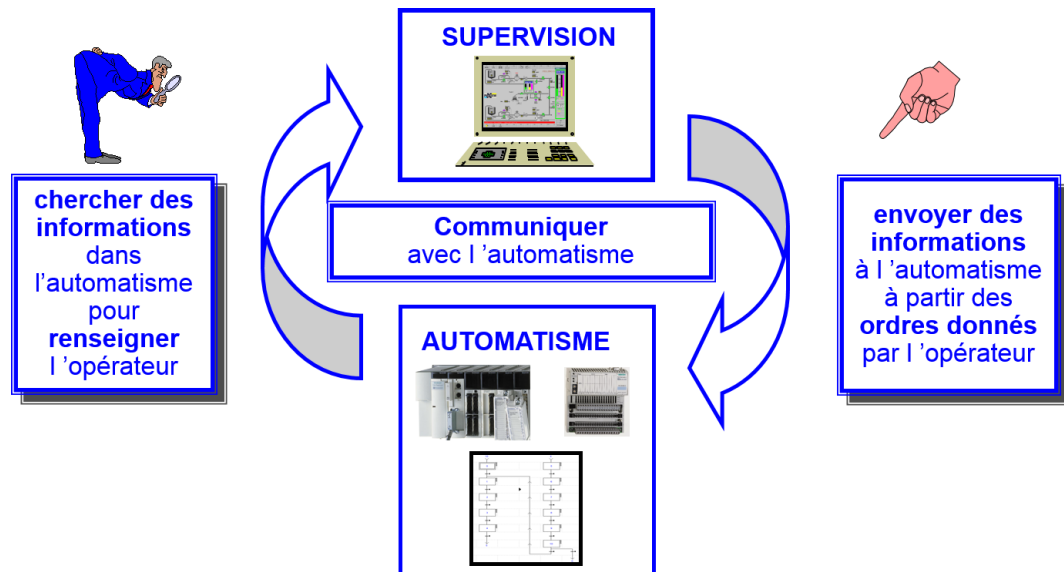 SUPERVISION
chercher des
informations
dans
l’automatisme
pour
renseigner
l ’opérateur
Communiquer
avec l ’automatisme
envoyer des
informations
à l ’automatisme
à partir des
ordres donnés
par l ’opérateur
AUTOMATISME